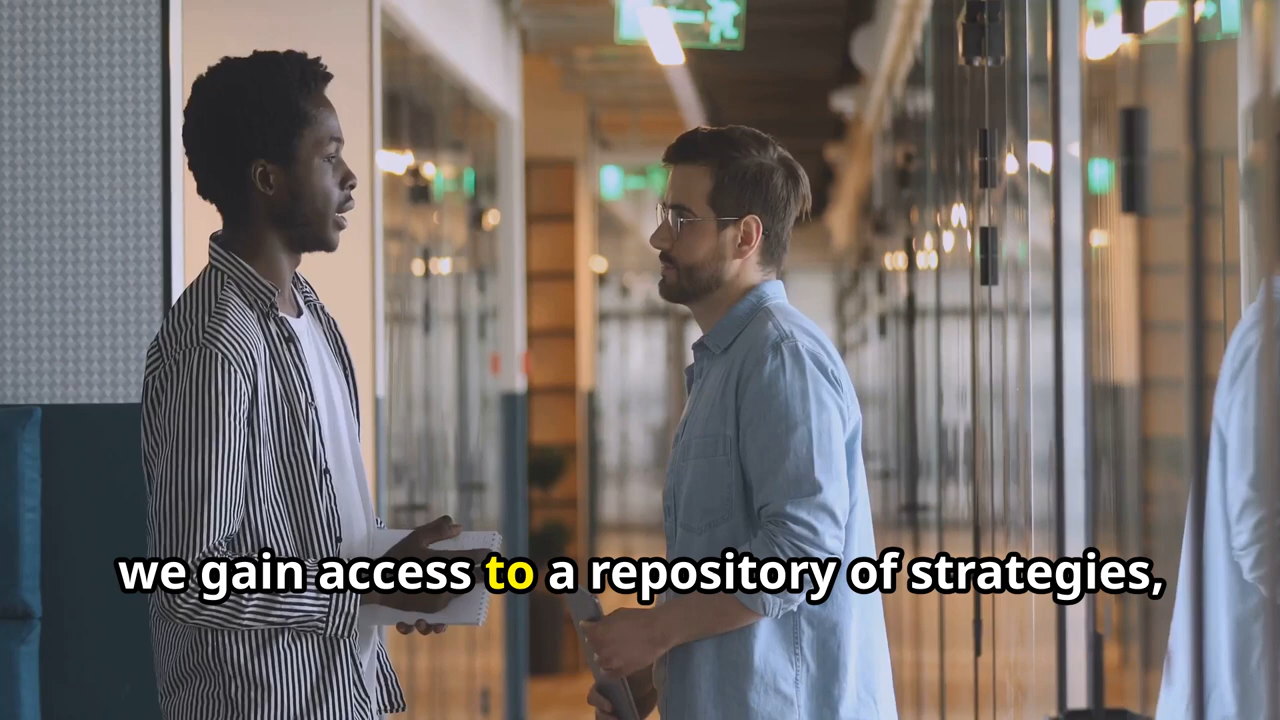 we gain access to a repository of strategies,